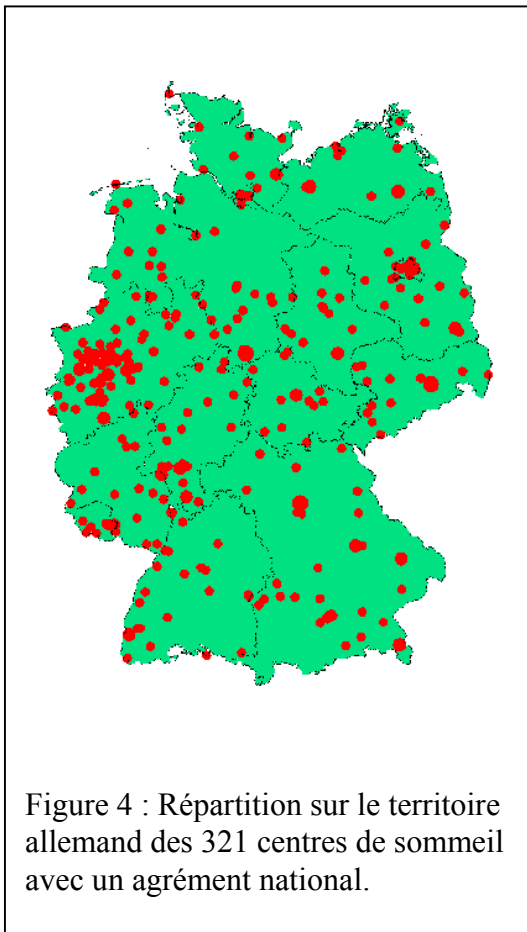 Figure 4 : Répartition sur le territoire
allemand des 321 centres de sommeil
avec un agrément national.